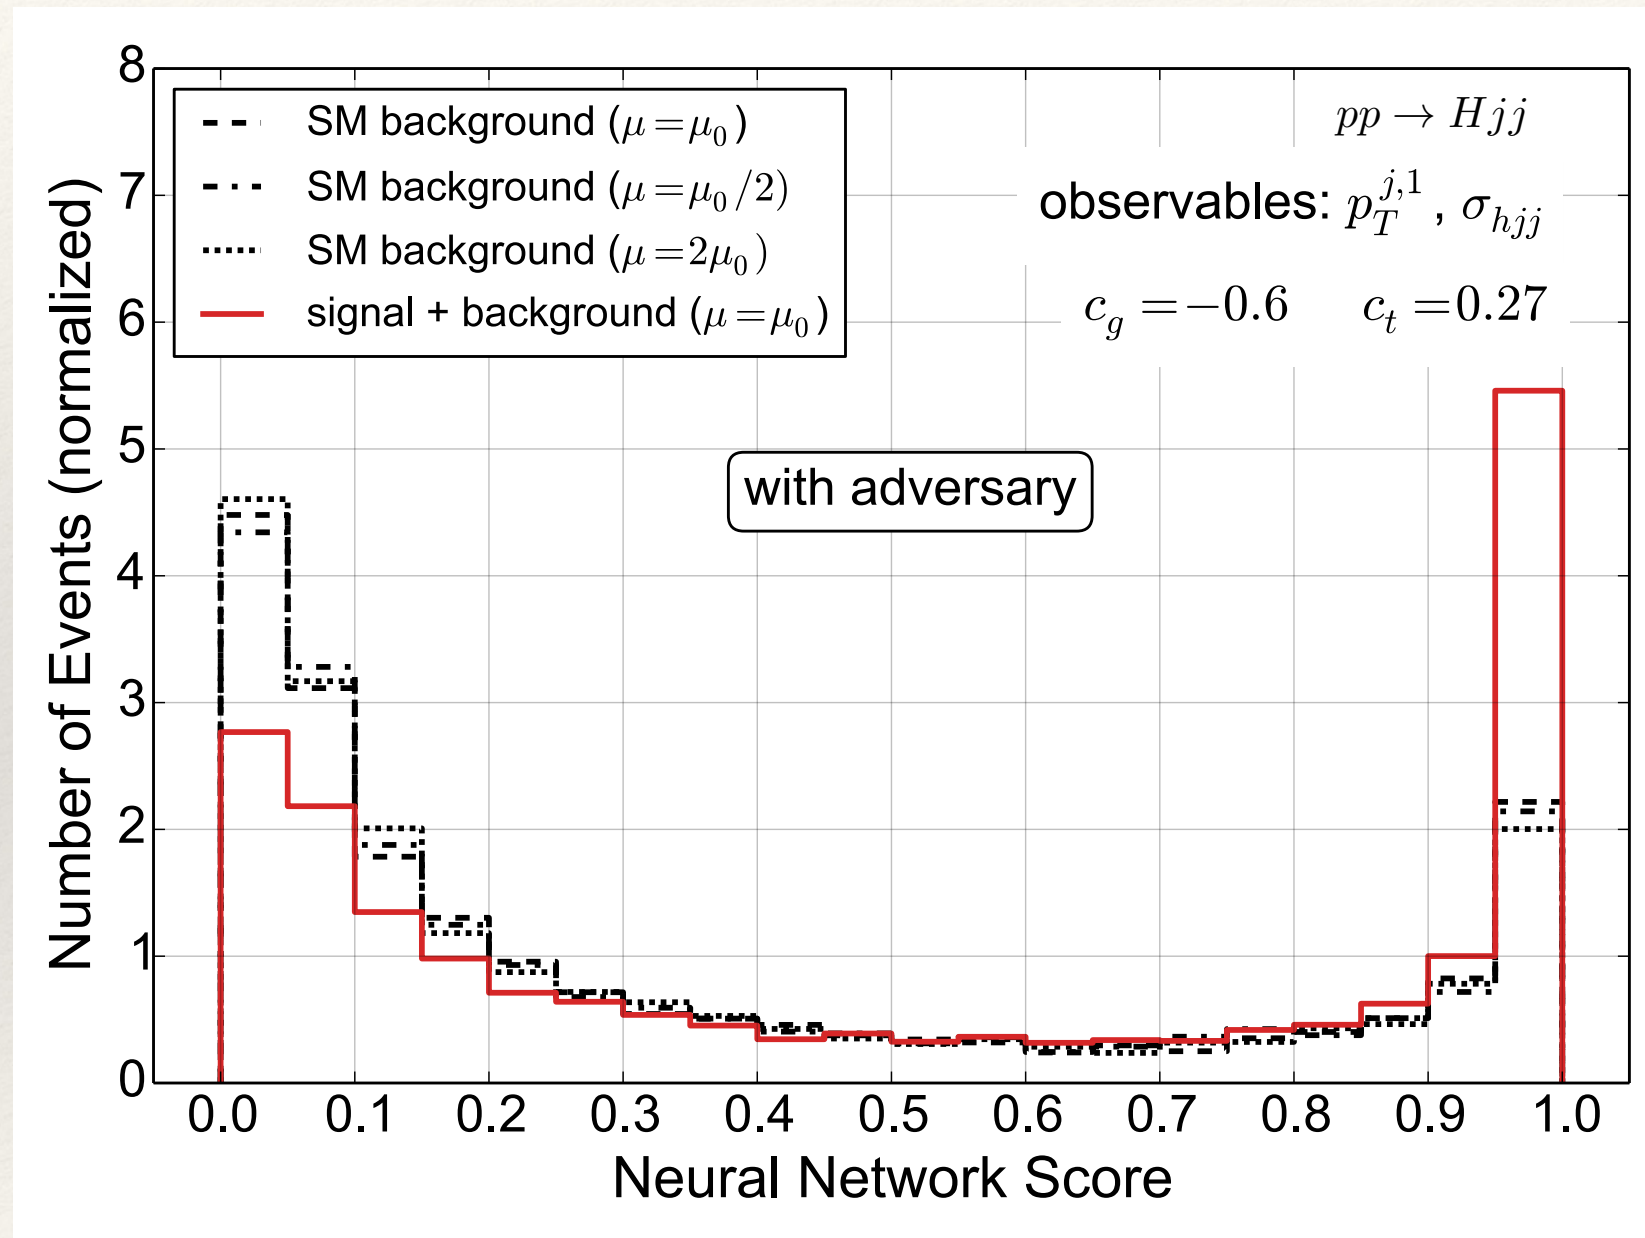 SM background (μ = μ₀)
SM background (μ = μ₀/2)
SM background (μ = 2μ₀)
signal + background (μ = μ₀)
pp → Hjj
observables: p_T^{j,1} , σ_{hjj}
c_g = −0.6 c_t = 0.27
with adversary
Number of Events (normalized)
8
7
6
5
4
3
2
1
0
0.0 0.1 0.2 0.3 0.4 0.5 0.6 0.7 0.8 0.9 1.0
Neural Network Score